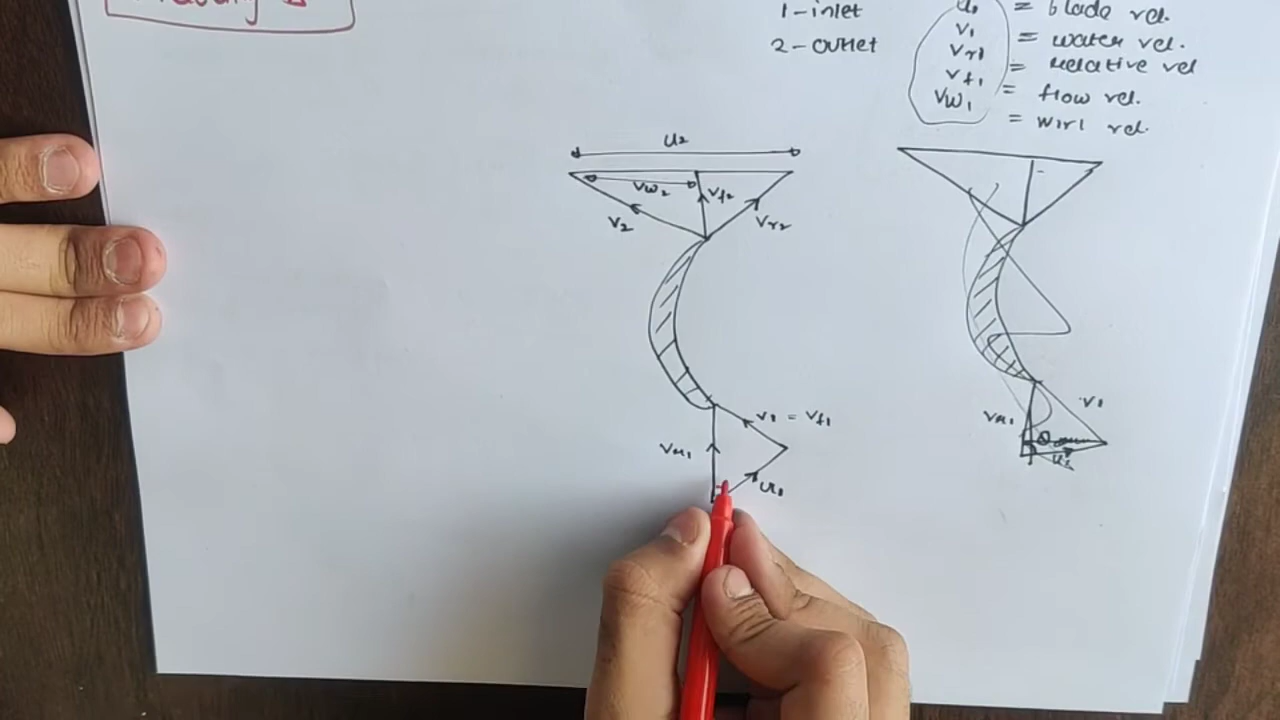 1-inlet
2-outlet
= blade vel.
V1 = water vel.
Vr1 = relative vel
Vf1 = flow vel.
Vw1 = wirl vel.
u2
Vw2
Vf2
V2
Vr2
V1 = Vf1
Vr1
u1
V1
Vr1
θ
u1